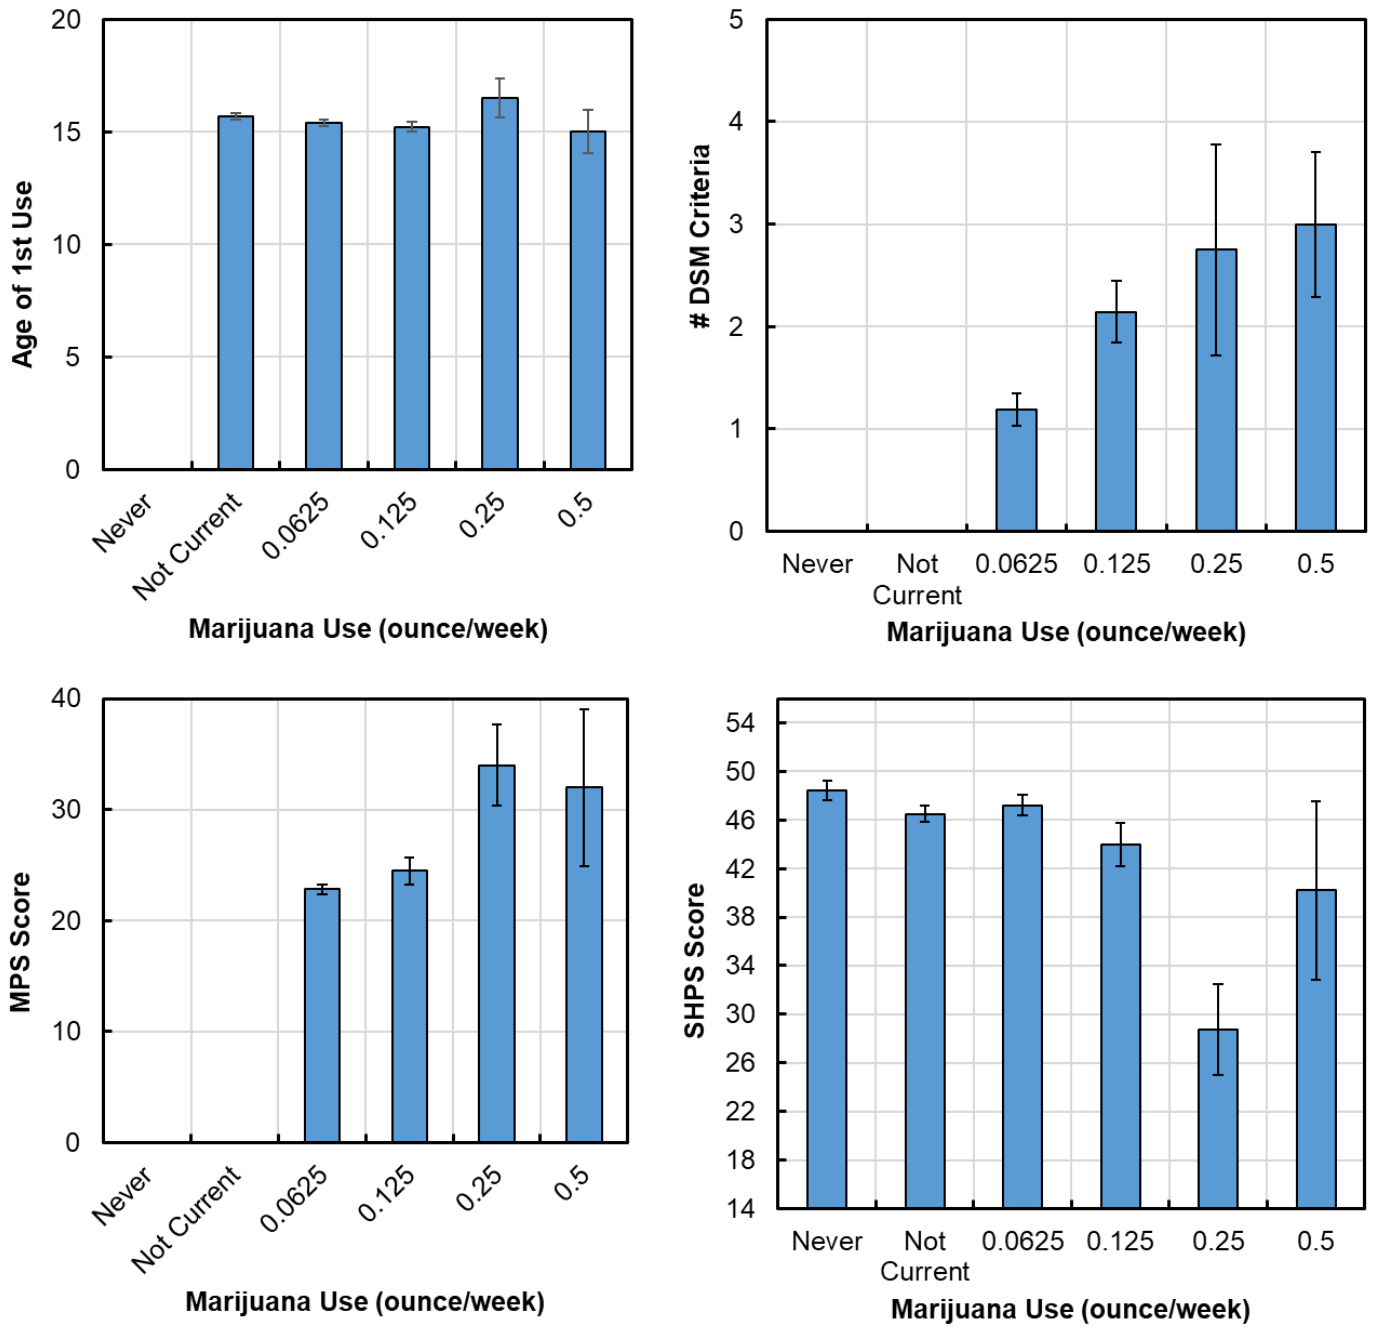 20
15
10
5
0
Age of 1st Use
Never
Not Current
0.0625
0.125
0.25
0.5
Marijuana Use (ounce/week)
5
4
3
2
1
0
# DSM Criteria
Never
Not
Current
0.0625
0.125
0.25
0.5
Marijuana Use (ounce/week)
40
30
20
10
0
MPS Score
Never
Not Current
0.0625
0.125
0.25
0.5
Marijuana Use (ounce/week)
54
50
46
42
38
34
30
26
22
18
14
SHPS Score
Never
Not
Current
0.0625
0.125
0.25
0.5
Marijuana Use (ounce/week)